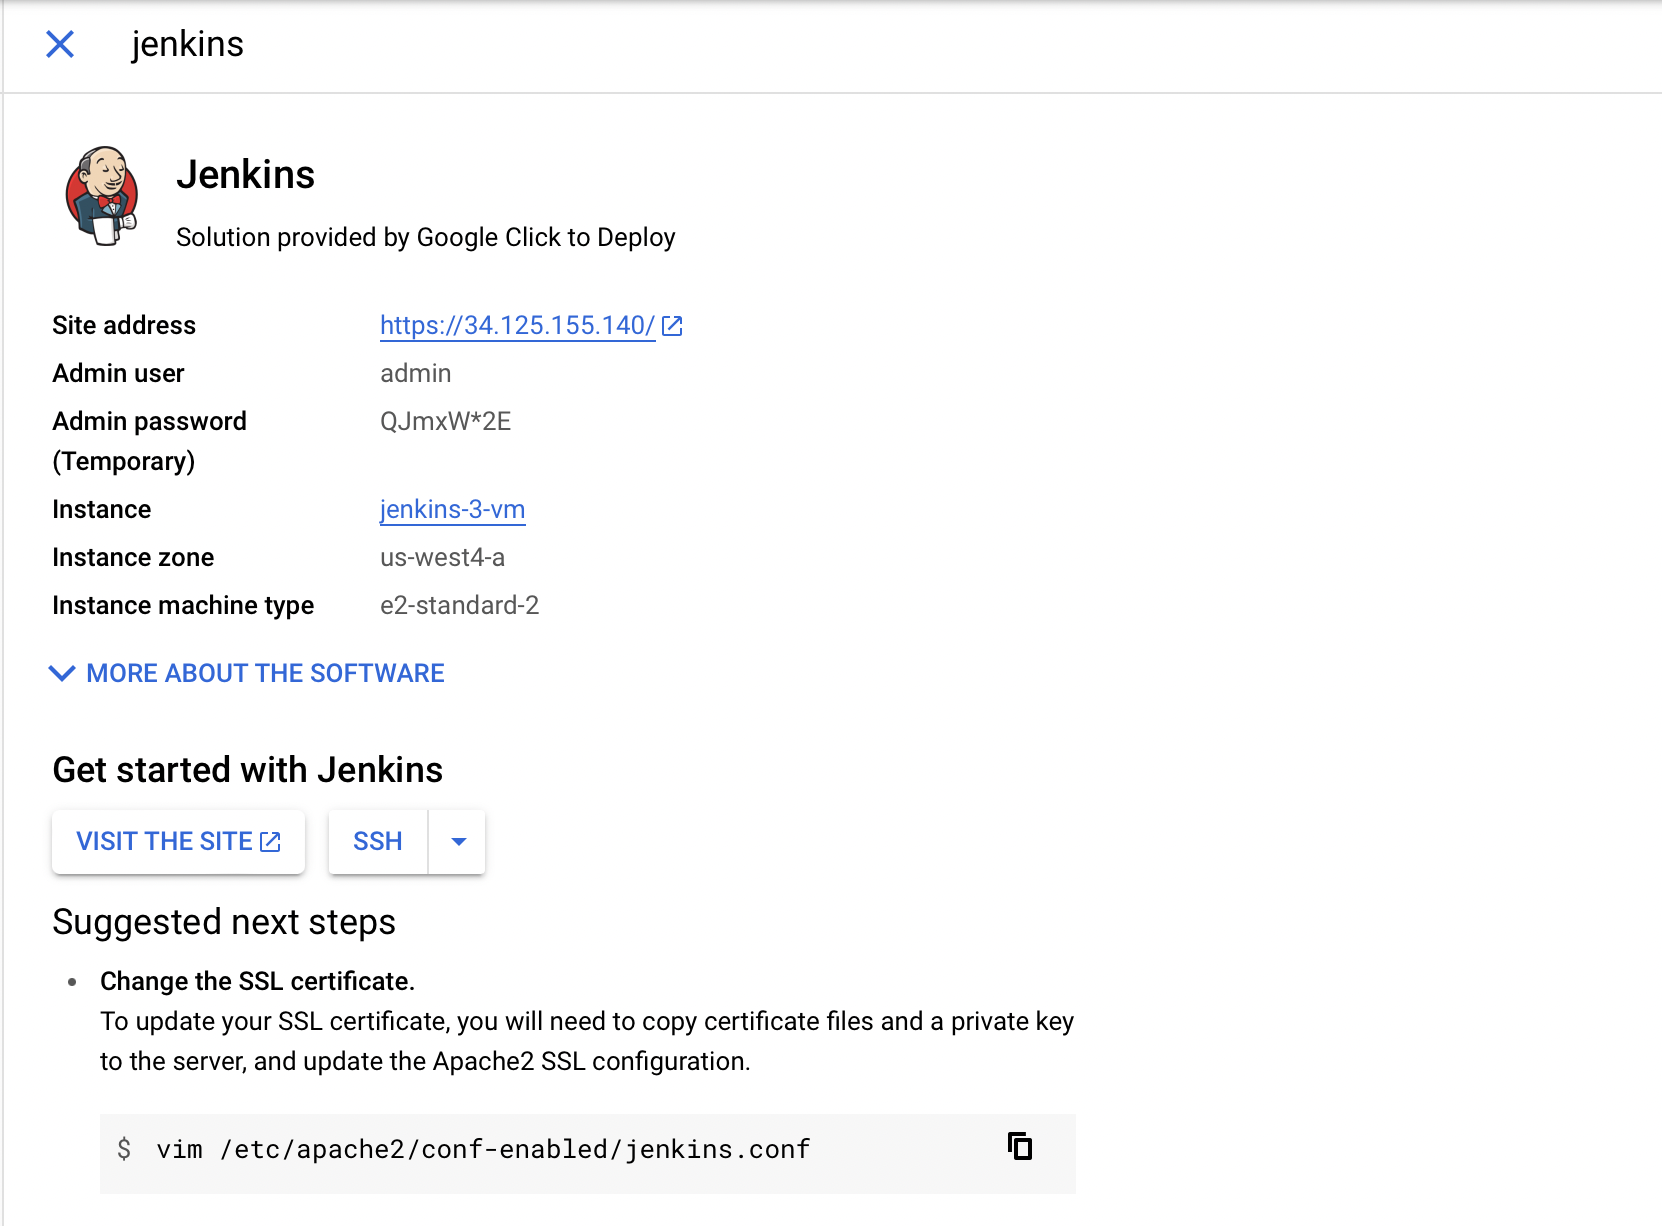 jenkins
Jenkins
Solution provided by Google Click to Deploy
Site address https://34.125.155.140/
Admin user admin
Admin password QJmxW*2E
(Temporary)
Instance jenkins-3-vm
Instance zone us-west4-a
Instance machine type e2-standard-2
MORE ABOUT THE SOFTWARE
Get started with Jenkins
VISIT THE SITE SSH
Suggested next steps
• Change the SSL certificate.
To update your SSL certificate, you will need to copy certificate files and a private key
to the server, and update the Apache2 SSL configuration.
$ vim /etc/apache2/conf-enabled/jenkins.conf